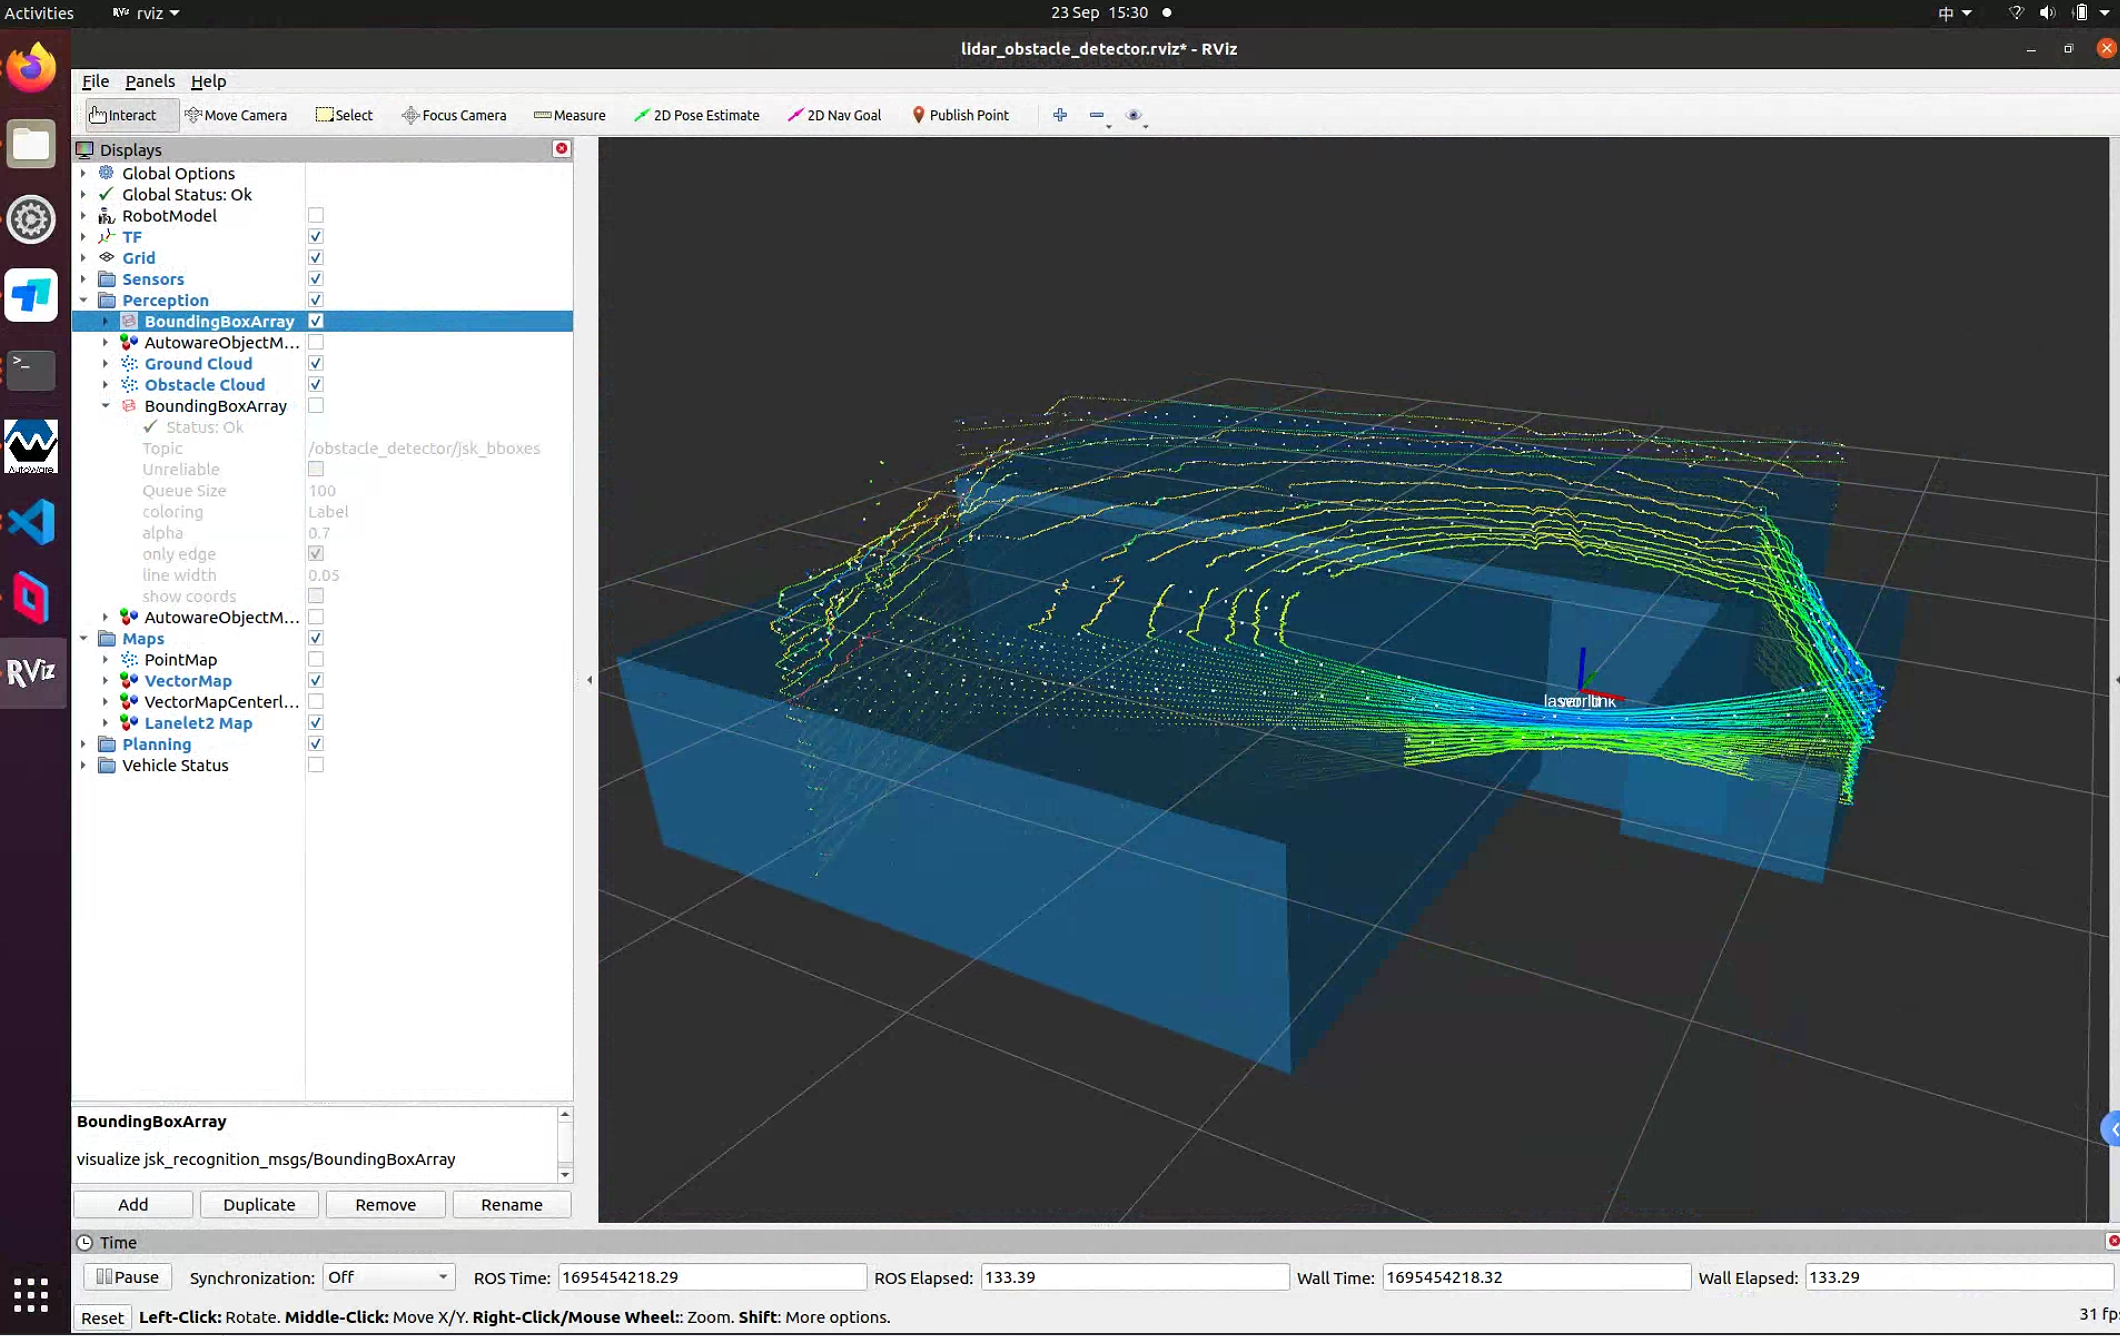 Activities
RViz rviz
23 Sep 15:30
中
lidar_obstacle_detector.rviz* - RViz
File Panels Help
Interact Move Camera Select Focus Camera Measure 2D Pose Estimate 2D Nav Goal Publish Point
Displays
Global Options
Global Status: Ok
RobotModel
TF
Grid
Sensors
Perception
BoundingBoxArray
AutowareObjectM...
Ground Cloud
Obstacle Cloud
BoundingBoxArray
Status: Ok
Topic /obstacle_detector/jsk_bboxes
Unreliable
Queue Size 100
coloring Label
alpha 0.7
only edge
line width 0.05
show coords
AutowareObjectM...
Maps
PointMap
VectorMap
VectorMapCenterl...
Lanelet2 Map
Planning
Vehicle Status
AutoWare
RViz
BoundingBoxArray
visualize jsk_recognition_msgs/BoundingBoxArray
Add Duplicate Remove Rename
Time
Pause Synchronization: Off ROS Time: 1695454218.29 ROS Elapsed: 133.39 Wall Time: 1695454218.32 Wall Elapsed: 133.29
Reset Left-Click: Rotate. Middle-Click: Move X/Y. Right-Click/Mouse Wheel:: Zoom. Shift: More options.
31 fps